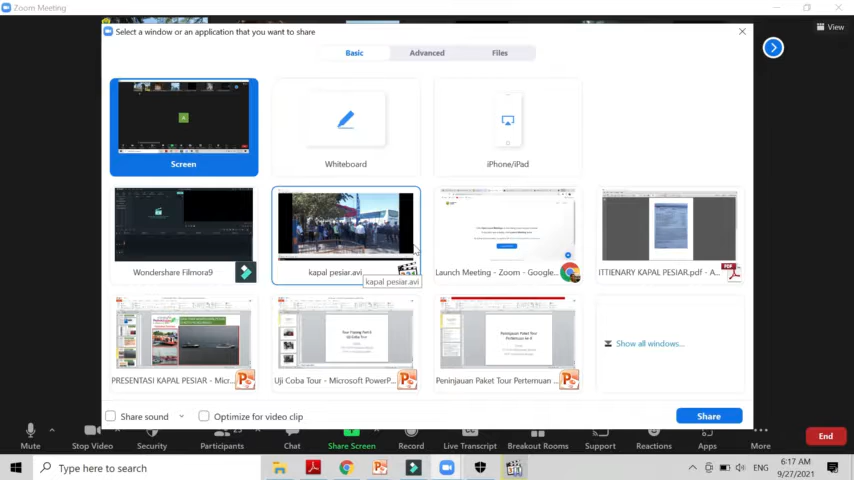 Zoom Meeting
View
Select a window or an application that you want to share
Basic
Advanced
Files
Screen
Whiteboard
iPhone/iPad
Wondershare Filmora9
kapal pesiar.avi
Launch Meeting - Zoom - Google...
ITTIENARY KAPAL PESIAR.pdf - A...
kapal pesiar.avi
PRESENTASI KAPAL PESIAR - Micr...
Uji Coba Tour - Microsoft PowerP...
Peninjauan Paket Tour Pertemuan ...
Show all windows...
Share sound
Optimize for video clip
Share
Mute
Stop Video
Security
Participants
Chat
Share Screen
Record
Live Transcript
Breakout Rooms
Support
Reactions
Apps
More
End
Type here to search
ENG
6:17 AM
9/27/2021